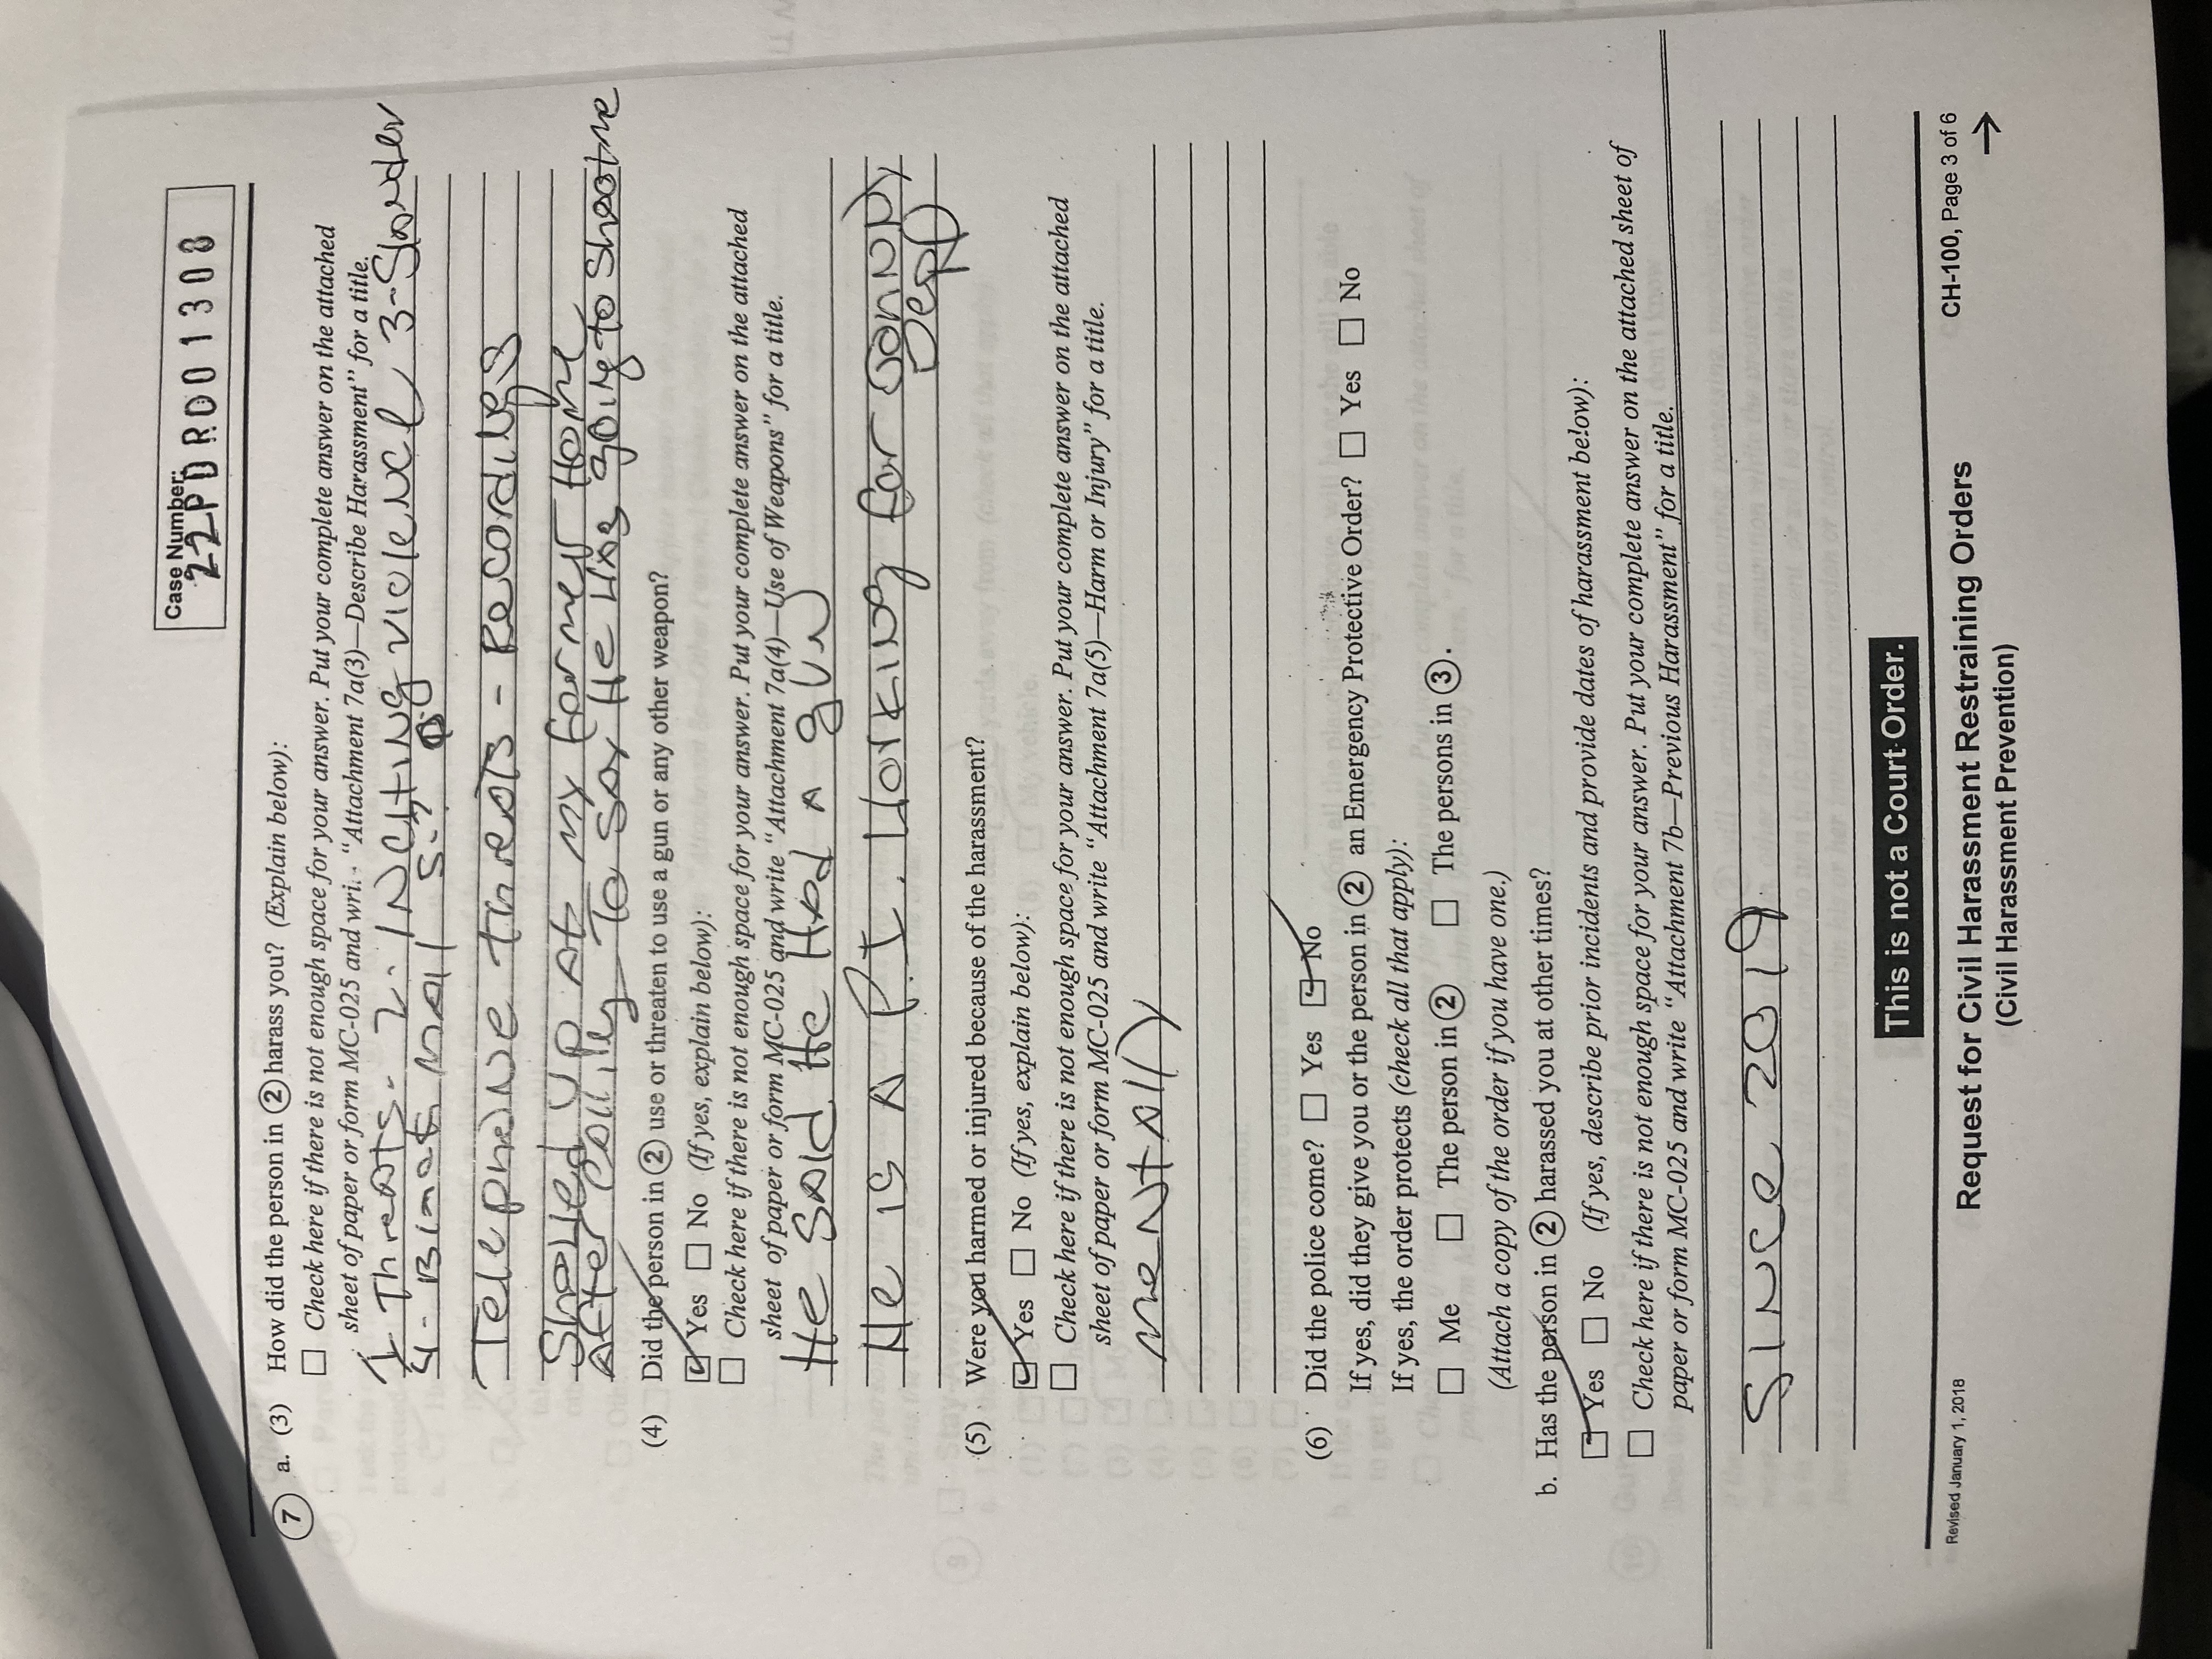 Case Number:
22PDR001308
7 a. (3) How did the person in 2 harass you? (Explain below):
☐ Check here if there is not enough space for your answer. Put your complete answer on the attached
sheet of paper or form MC-025 and wri. "Attachment 7a(3)—Describe Harassment" for a title.
1 Threats - 2 - Inciting violence 3 - Slander
4 - Black Mail 5-?
Telephone threats - Recordings
Showed up at my former Home
After calling To say He was going to Shoot me
(4) Did the person in 2 use or threaten to use a gun or any other weapon?
☑ Yes ☐ No (If yes, explain below):
☐ Check here if there is not enough space for your answer. Put your complete answer on the attached
sheet of paper or form MC-025 and write "Attachment 7a(4)—Use of Weapons" for a title.
He said He Had A gun
He is A P.I. Working for
(5) Were you harmed or injured because of the harassment?
☑ Yes ☐ No (If yes, explain below):
☐ Check here if there is not enough space for your answer. Put your complete answer on the attached
sheet of paper or form MC-025 and write "Attachment 7a(5)—Harm or Injury" for a title.
Mentally
(6) Did the police come? ☐ Yes ☑ No
If yes, did they give you or the person in 2 an Emergency Protective Order? ☐ Yes ☐ No
If yes, the order protects (check all that apply):
☐ Me ☐ The person in 2 ☐ The persons in 3.
(Attach a copy of the order if you have one.)
b. Has the person in 2 harassed you at other times?
☑ Yes ☐ No (If yes, describe prior incidents and provide dates of harassment below):
☐ Check here if there is not enough space for your answer. Put your complete answer on the attached sheet of
paper or form MC-025 and write "Attachment 7b—Previous Harassment" for a title.
Since 2019
This is not a Court Order.
Revised January 1, 2018
Request for Civil Harassment Restraining Orders
(Civil Harassment Prevention)
CH-100, Page 3 of 6
→